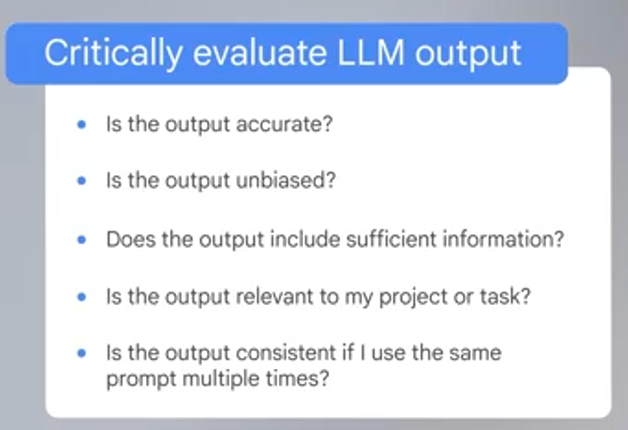 Critically evaluate LLM output
• Is the output accurate?
• Is the output unbiased?
• Does the output include sufficient information?
• Is the output relevant to my project or task?
• Is the output consistent if I use the same
prompt multiple times?